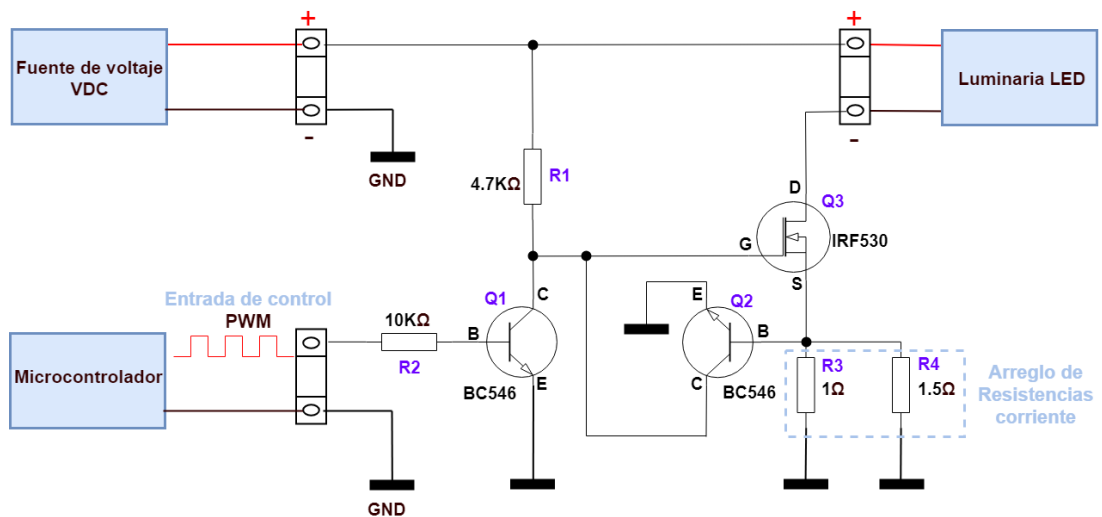 +
+
Fuente de voltaje
VDC
Luminaria LED
-
-
GND
4.7KΩ
R1
D
Q3
G
IRF530
S
Entrada de control
PWM
Q1
C
E
Q2
10KΩ
B
B
R2
Microcontrolador
E
BC546
C
BC546
R3
1Ω
R4
1.5Ω
Arreglo de
Resistencias
corriente
GND